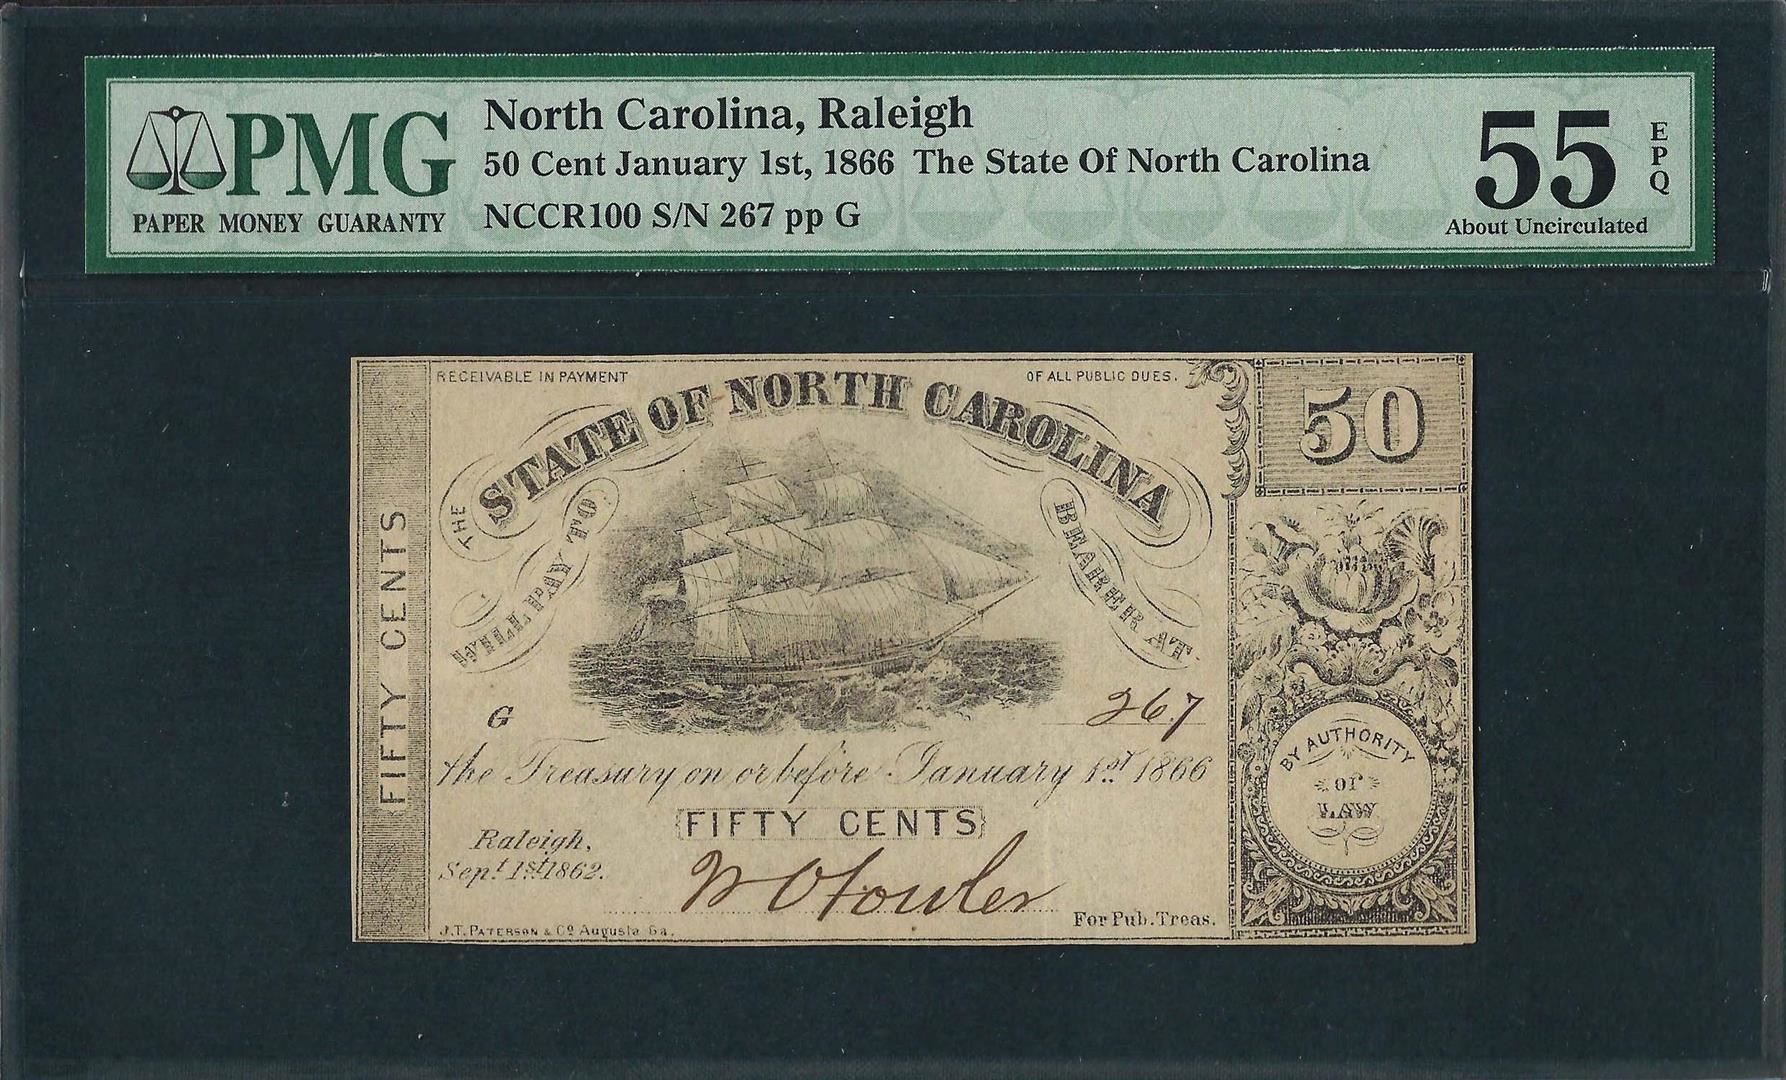 PMG
PAPER MONEY GUARANTY
North Carolina, Raleigh
50 Cent January 1st, 1866 The State Of North Carolina
NCCR100 S/N 267 pp G
55
EPQ
About Uncirculated
RECEIVABLE IN PAYMENT
OF ALL PUBLIC DUES.
THE
STATE OF NORTH CAROLINA
WILL PAY TO
BEARER AT
50
FIFTY CENTS
G
267
the Treasury on or before January 1st 1866
FIFTY CENTS
Raleigh,
Sept. 1st 1862.
W O Fowler
For Pub. Treas.
J.T. PATERSON & Co Augusta Ga.
BY AUTHORITY
of
LAW